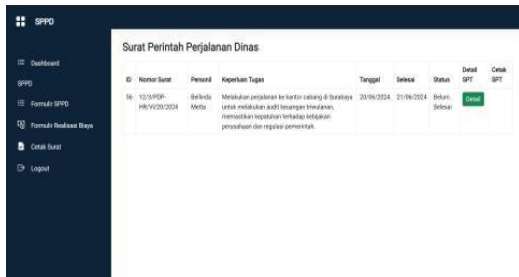 SPPD
Dashboard
SPPD
Formulir SPPD
Formulir Realisasi Biaya
Cetak Surat
Logout
Surat Perintah Perjalanan Dinas
ID Nomor Surat Personil Keperluan Tugas Tanggal Selesai Status Detail SPT Cetak SPT
56 12/3/PDP-HR/VI/20/2024 Belinda Metta Melakukan perjalanan ke kantor cabang di Surabaya 20/06/2024 21/06/2024 Belum Selesai Detail
untuk melakukan audit keuangan triwulanan,
memastikan kepatuhan terhadap kebijakan
perusahaan dan regulasi pemerintah.